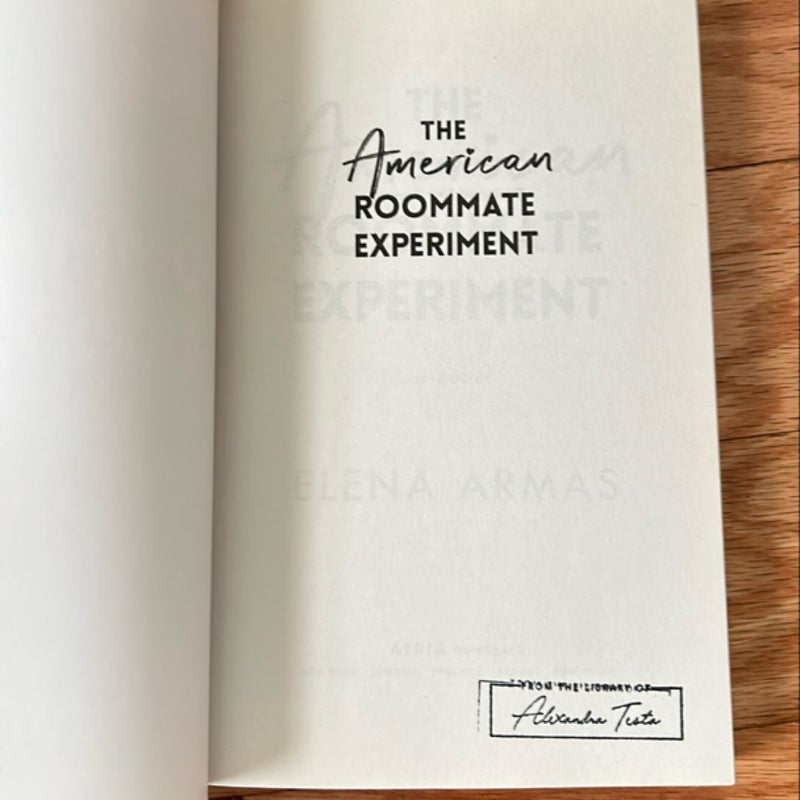 THE
American
ROOMMATE
EXPERIMENT
ELENA ARMAS
FROM THE LIBRARY OF
Alexandra Testa